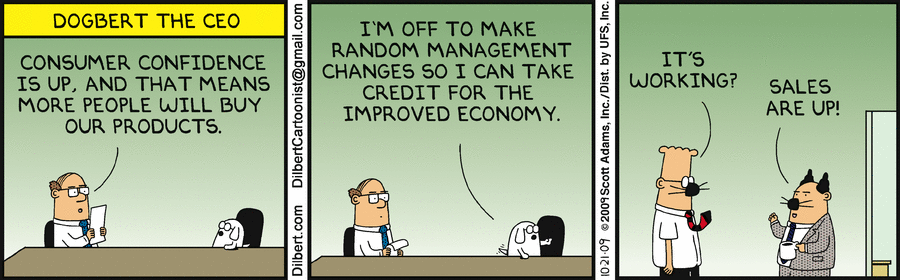 DOGBERT THE CEO
CONSUMER CONFIDENCE
IS UP, AND THAT MEANS
MORE PEOPLE WILL BUY
OUR PRODUCTS.
Dilbert.com DilbertCartoonist@gmail.com
I'M OFF TO MAKE
RANDOM MANAGEMENT
CHANGES SO I CAN TAKE
CREDIT FOR THE
IMPROVED ECONOMY.
10-21-09 ©2009 Scott Adams, Inc./Dist. by UFS, Inc.
IT'S
WORKING?
SALES
ARE UP!